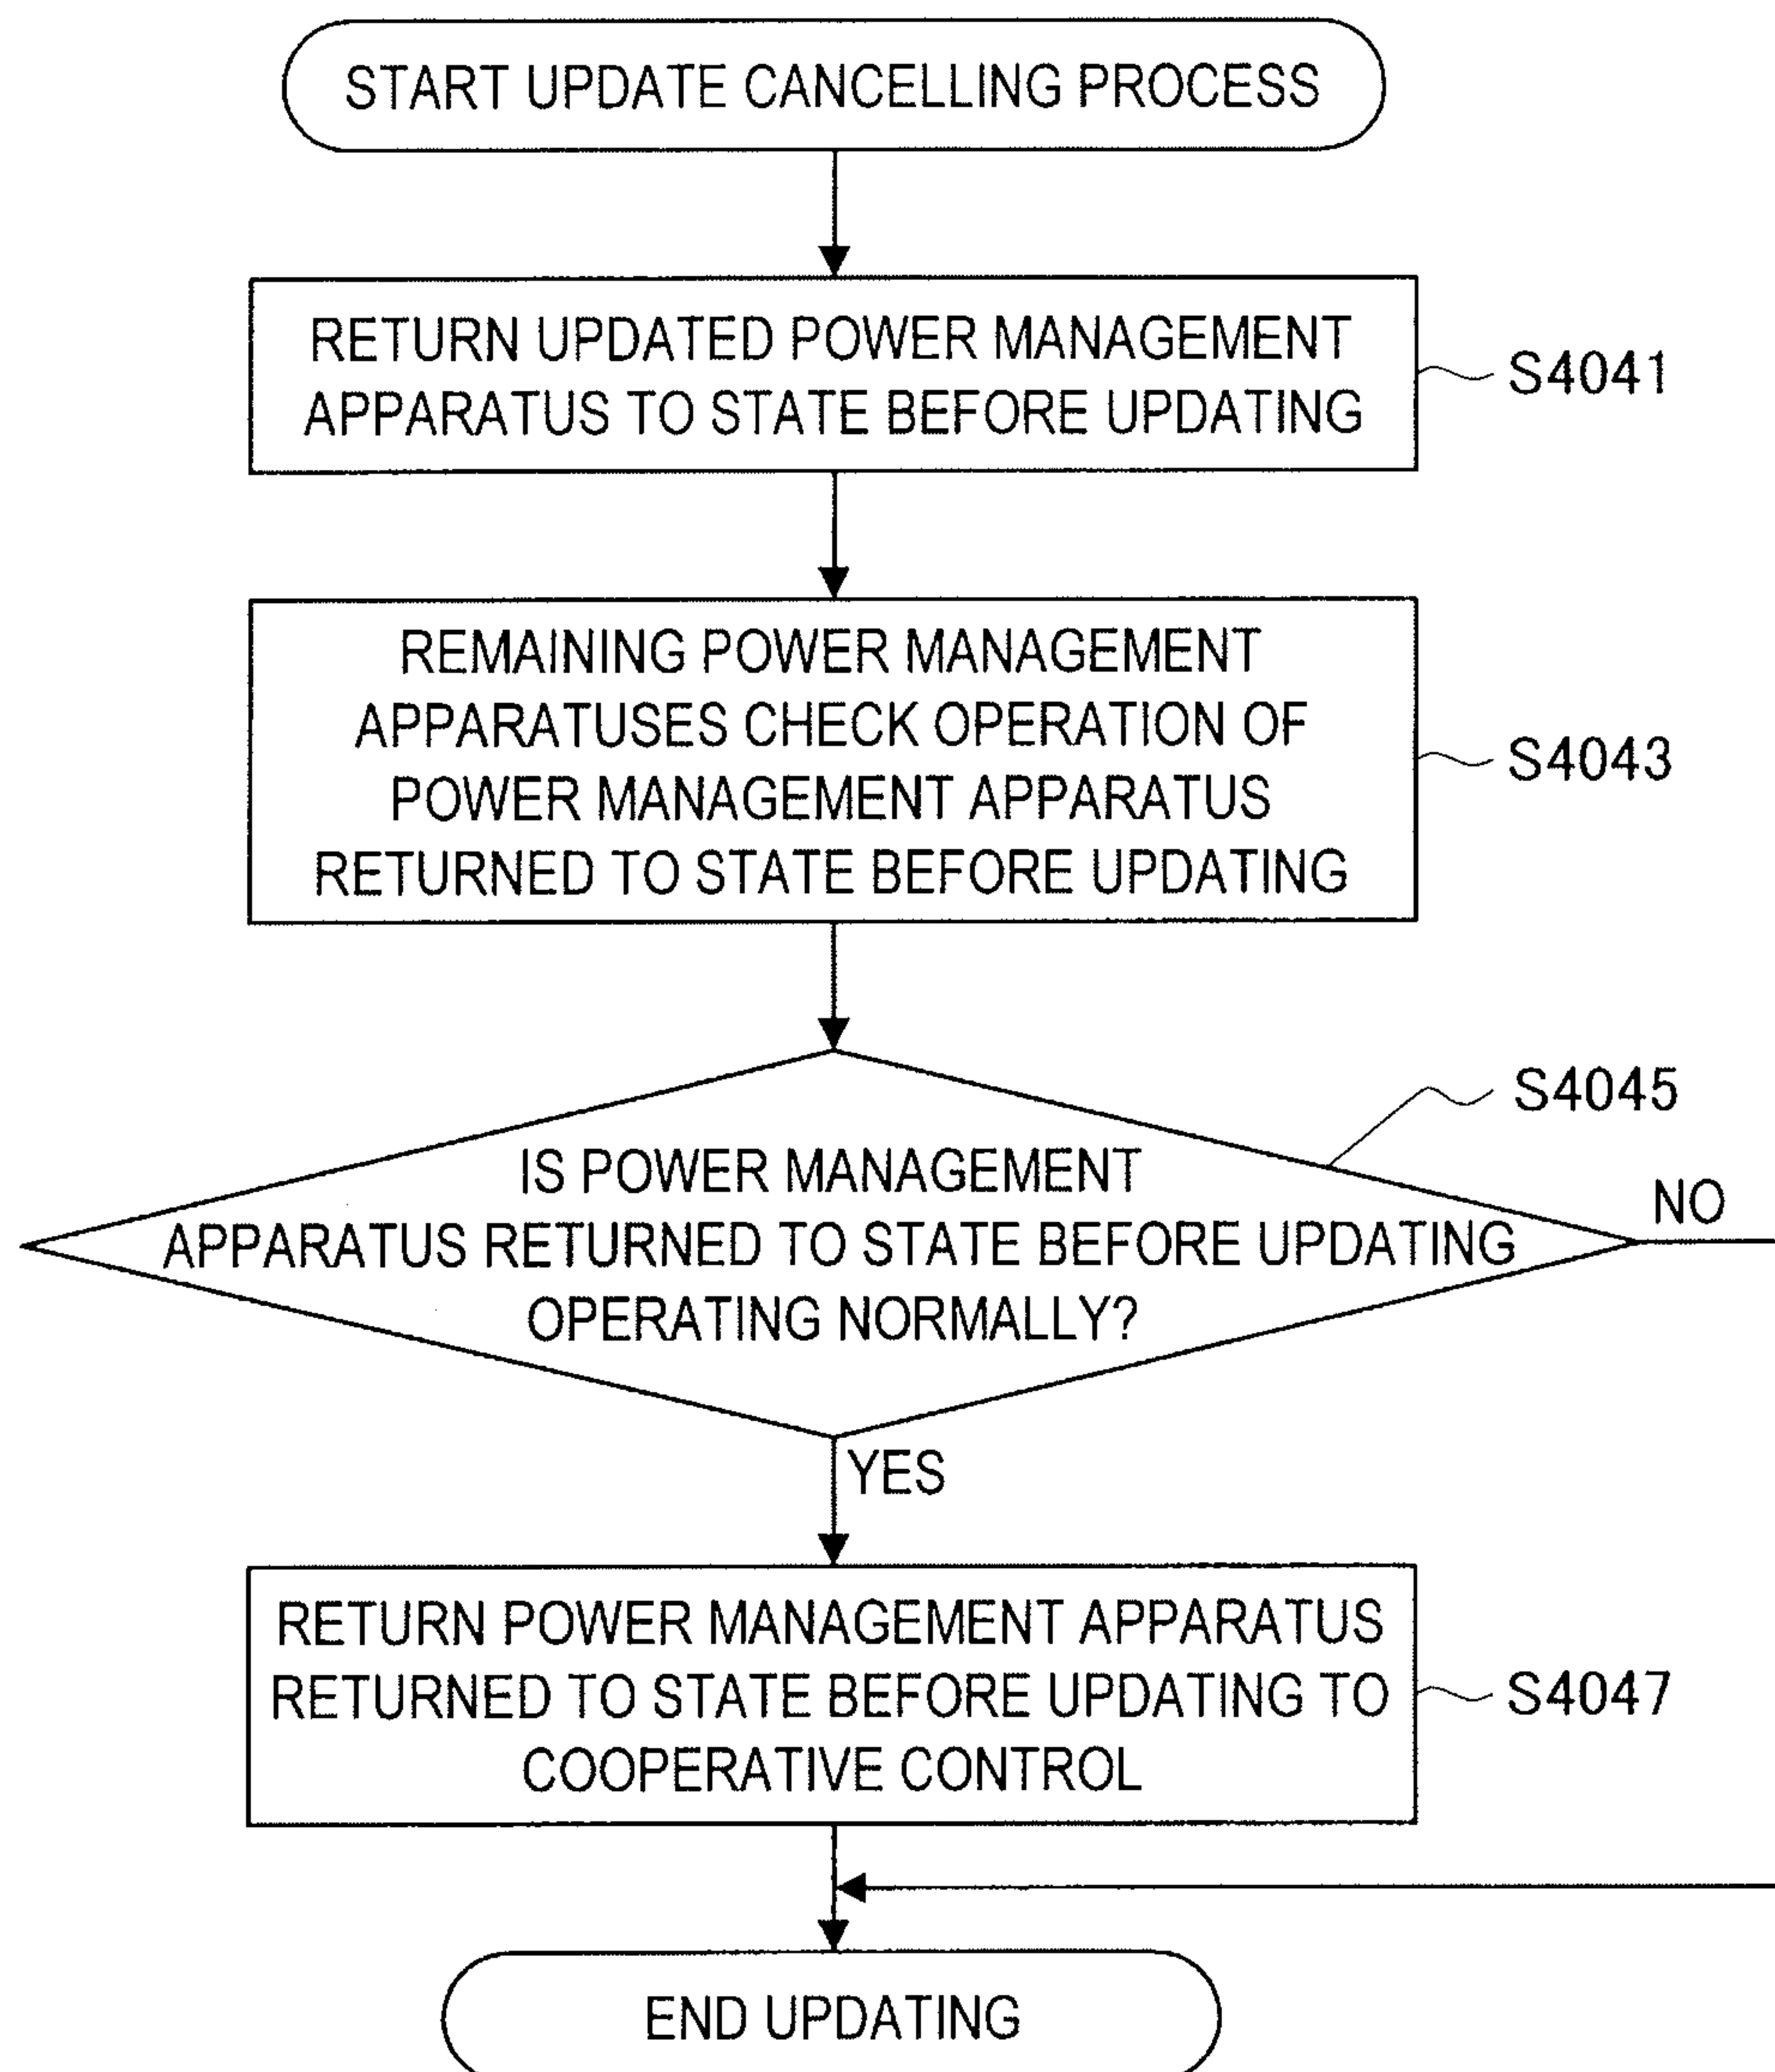 START UPDATE CANCELLING PROCESS
RETURN UPDATED POWER MANAGEMENT
APPARATUS TO STATE BEFORE UPDATING
S4041
REMAINING POWER MANAGEMENT
APPARATUSES CHECK OPERATION OF
POWER MANAGEMENT APPARATUS
RETURNED TO STATE BEFORE UPDATING
S4043
S4045
IS POWER MANAGEMENT
APPARATUS RETURNED TO STATE BEFORE UPDATING
OPERATING NORMALLY?
NO
YES
RETURN POWER MANAGEMENT APPARATUS
RETURNED TO STATE BEFORE UPDATING TO
COOPERATIVE CONTROL
S4047
END UPDATING